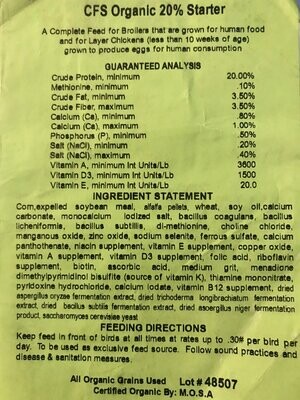 CFS Organic 20% Starter
A Complete Feed for Broilers that are grown for human food
and for Layer Chickens (less than 10 weeks of age)
grown to produce eggs for human consumption
GUARANTEED ANALYSIS
Crude Protein, minimum 20.00%
Methionine, minimum .10%
Crude Fat, minimum 3.50%
Crude Fiber, maximum 3.50%
Calcium (Ca), minimum .80%
Calcium (Ca), maximum 1.00%
Phosphorus (P), minimum .50%
Salt (NaCl), minimum .20%
Salt (NaCl), maximum .40%
Vitamin A, minimum Int Units/Lb 3600
Vitamin D3, minimum Int Units/Lb 1500
Vitamin E, minimum Int Units/Lb 20.0
INGREDIENT STATEMENT
Corn,expelled soybean meal, alfalfa pellets, wheat, soy oil,calcium
carbonate, monocalcium iodized salt, bacillus coagulans, bacillus
licheniformis, bacillus subtilis, dl-methionine, choline chloride,
manganous oxide, zinc oxide, sodium selenite, ferrous sulfate, calcium
panthothenate, niacin supplement, vitamin E supplement, copper oxide,
vitamin A supplement, vitamin D3 supplement, folic acid, riboflavin
supplement, biotin, ascorbic acid, medium grit, menadione
dimethylpyrimidinol bisulfite (source of vitamin K), thiamine mononitrate,
pyridoxine hydrochloride, calcium iodate, vitamin B12 supplement, dried
aspergillus oryzae fermentation extract, dried trichoderma longibrachiatum fermentation
extract, dried bacillus subtilis fermentation extract, dried aspergillus niger fermentation
product, saccharomyces cerevisiae yeast
FEEDING DIRECTIONS
Keep feed in front of birds at all times at rates up to .30# per bird per
day. To be used as exclusive feed source. Follow sound practices and
disease & sanitation measures.
All Organic Grains Used Lot # 48507
Certified Organic By: M.O.S.A